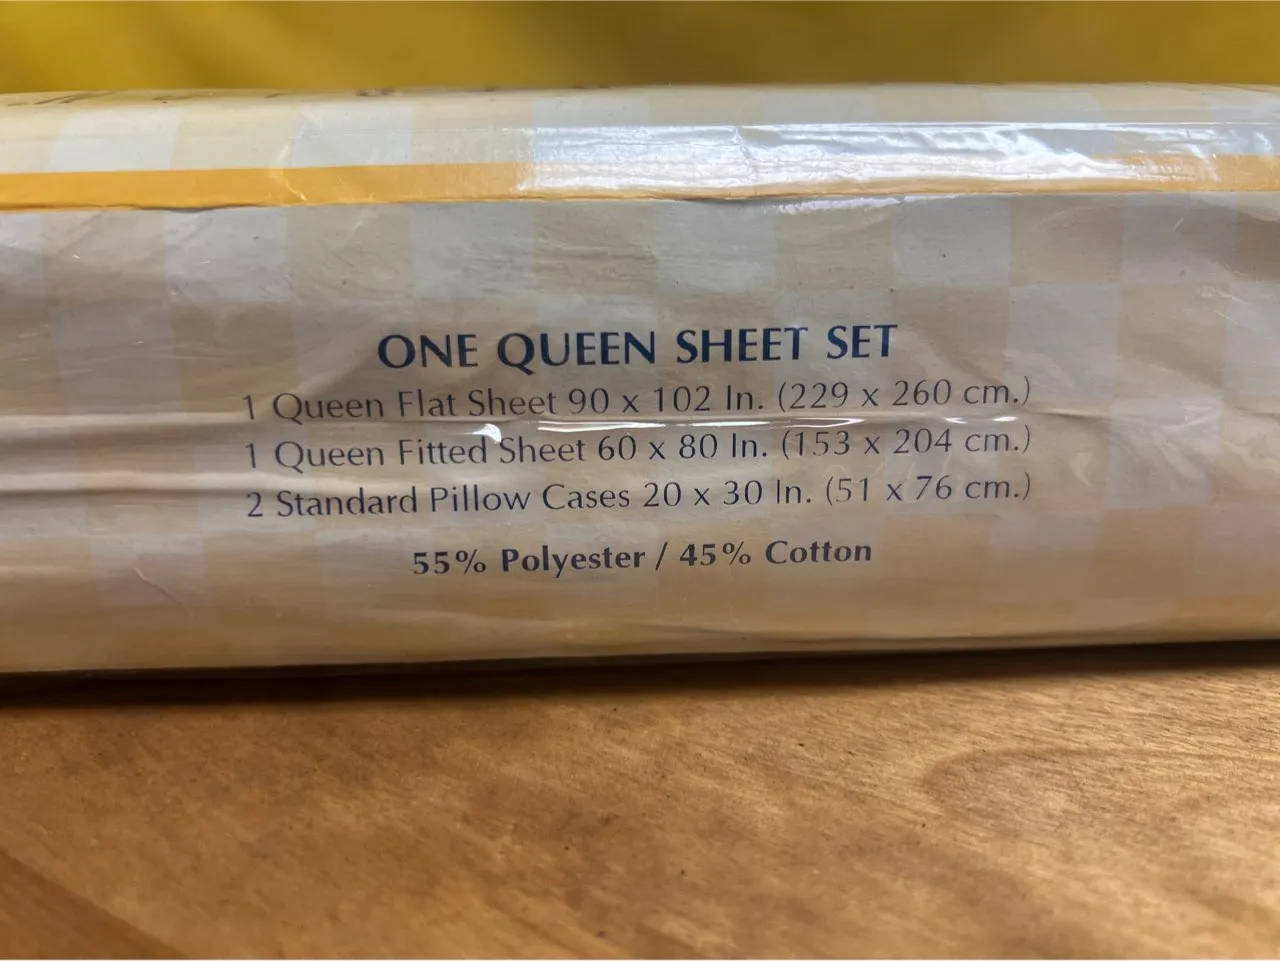 ONE QUEEN SHEET SET
1 Queen Flat Sheet 90 x 102 In. (229 x 260 cm.)
1 Queen Fitted Sheet 60 x 80 In. (153 x 204 cm.)
2 Standard Pillow Cases 20 x 30 In. (51 x 76 cm.)
55% Polyester / 45% Cotton